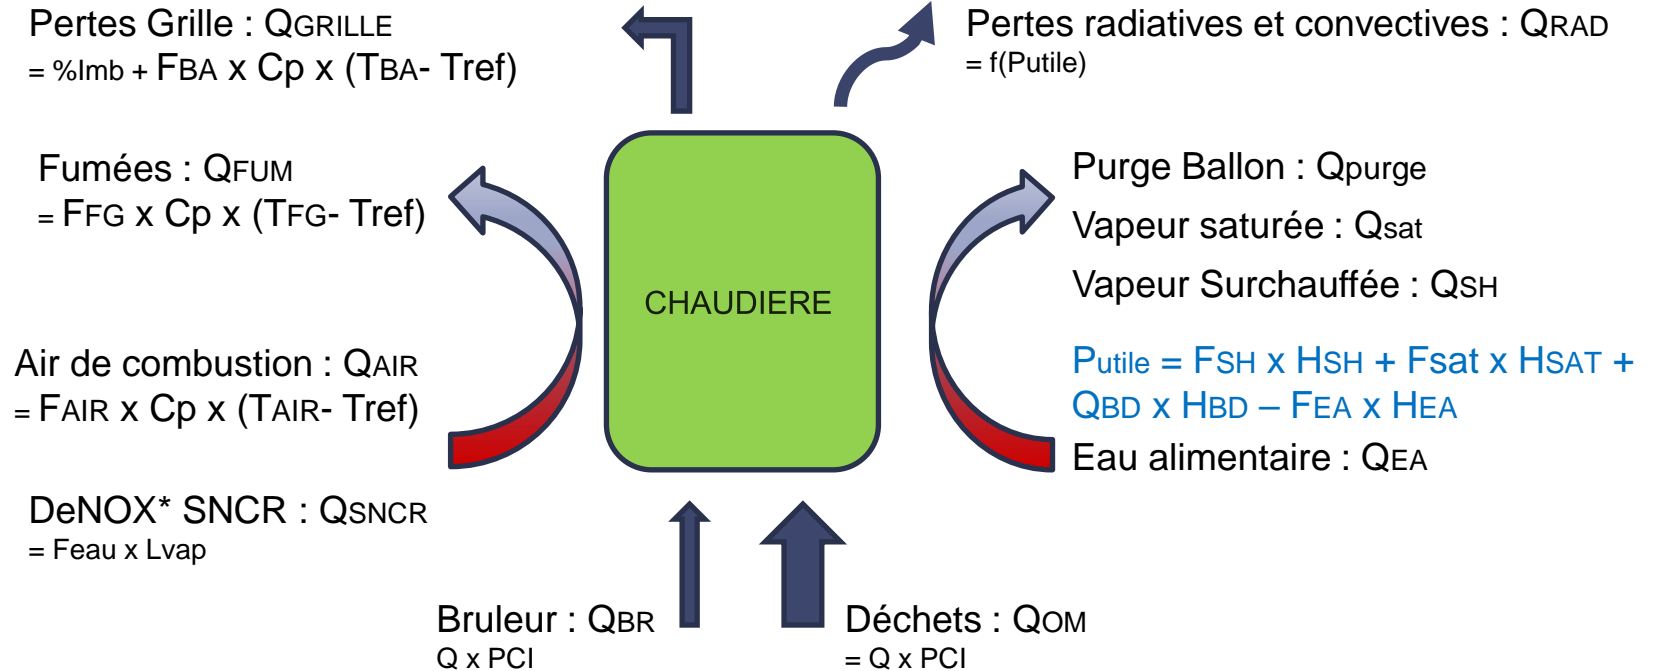 Pertes Grille : QGRILLE
= %Imb + FBA x Cp x (TBA- Tref)
Pertes radiatives et convectives : QRAD
= f(Putile)
Fumées : QFUM
= FFG x Cp x (TFG- Tref)
Purge Ballon : Qpurge
Vapeur saturée : Qsat
Vapeur Surchauffée : QSH
CHAUDIERE
Air de combustion : QAIR
= FAIR x Cp x (TAIR- Tref)
Putile = FSH x HSH + Fsat x HSAT +
QBD x HBD – FEA x HEA
Eau alimentaire : QEA
DeNOX* SNCR : QSNCR
= Feau x Lvap
Bruleur : QBR
Q x PCI
Déchets : QOM
= Q x PCI